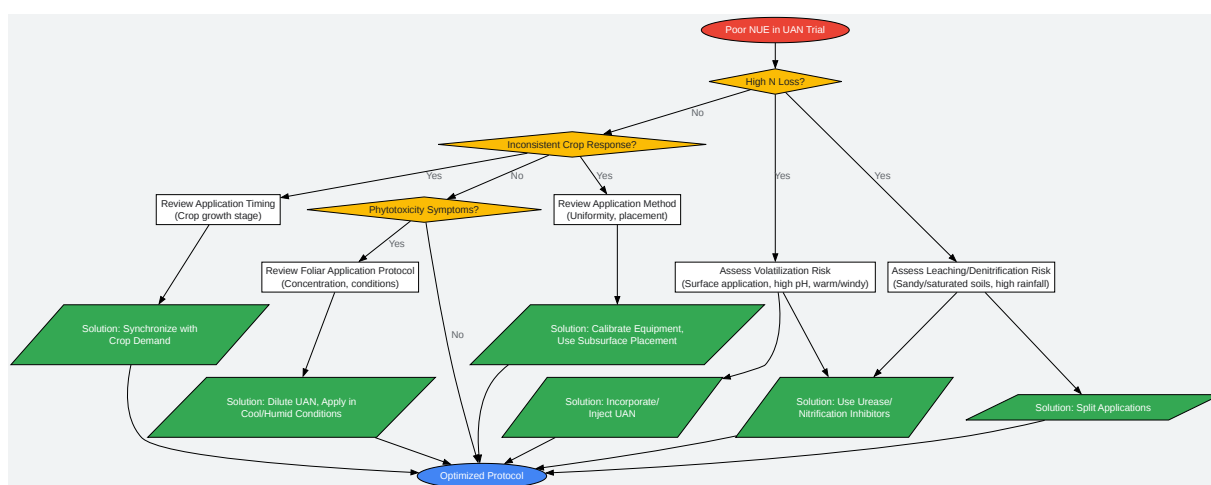 Poor NUE in UAN Trial
High N Loss?
No
Inconsistent Crop Response?
Yes
No
Yes
Yes
Yes
Review Application Timing
(Crop growth stage)
Phytotoxicity Symptoms?
Review Application Method
(Uniformity, placement)
Yes
Review Foliar Application Protocol
(Concentration, conditions)
Assess Volatilization Risk
(Surface application, high pH, warm/windy)
Assess Leaching/Denitrification Risk
(Sandy/saturated soils, high rainfall)
Solution: Synchronize with
Crop Demand
No
Solution: Calibrate Equipment,
Use Subsurface Placement
Solution: Dilute UAN, Apply in
Cool/Humid Conditions
Solution: Incorporate/
Inject UAN
Solution: Use Urease/
Nitrification Inhibitors
Solution: Split Applications
Optimized Protocol